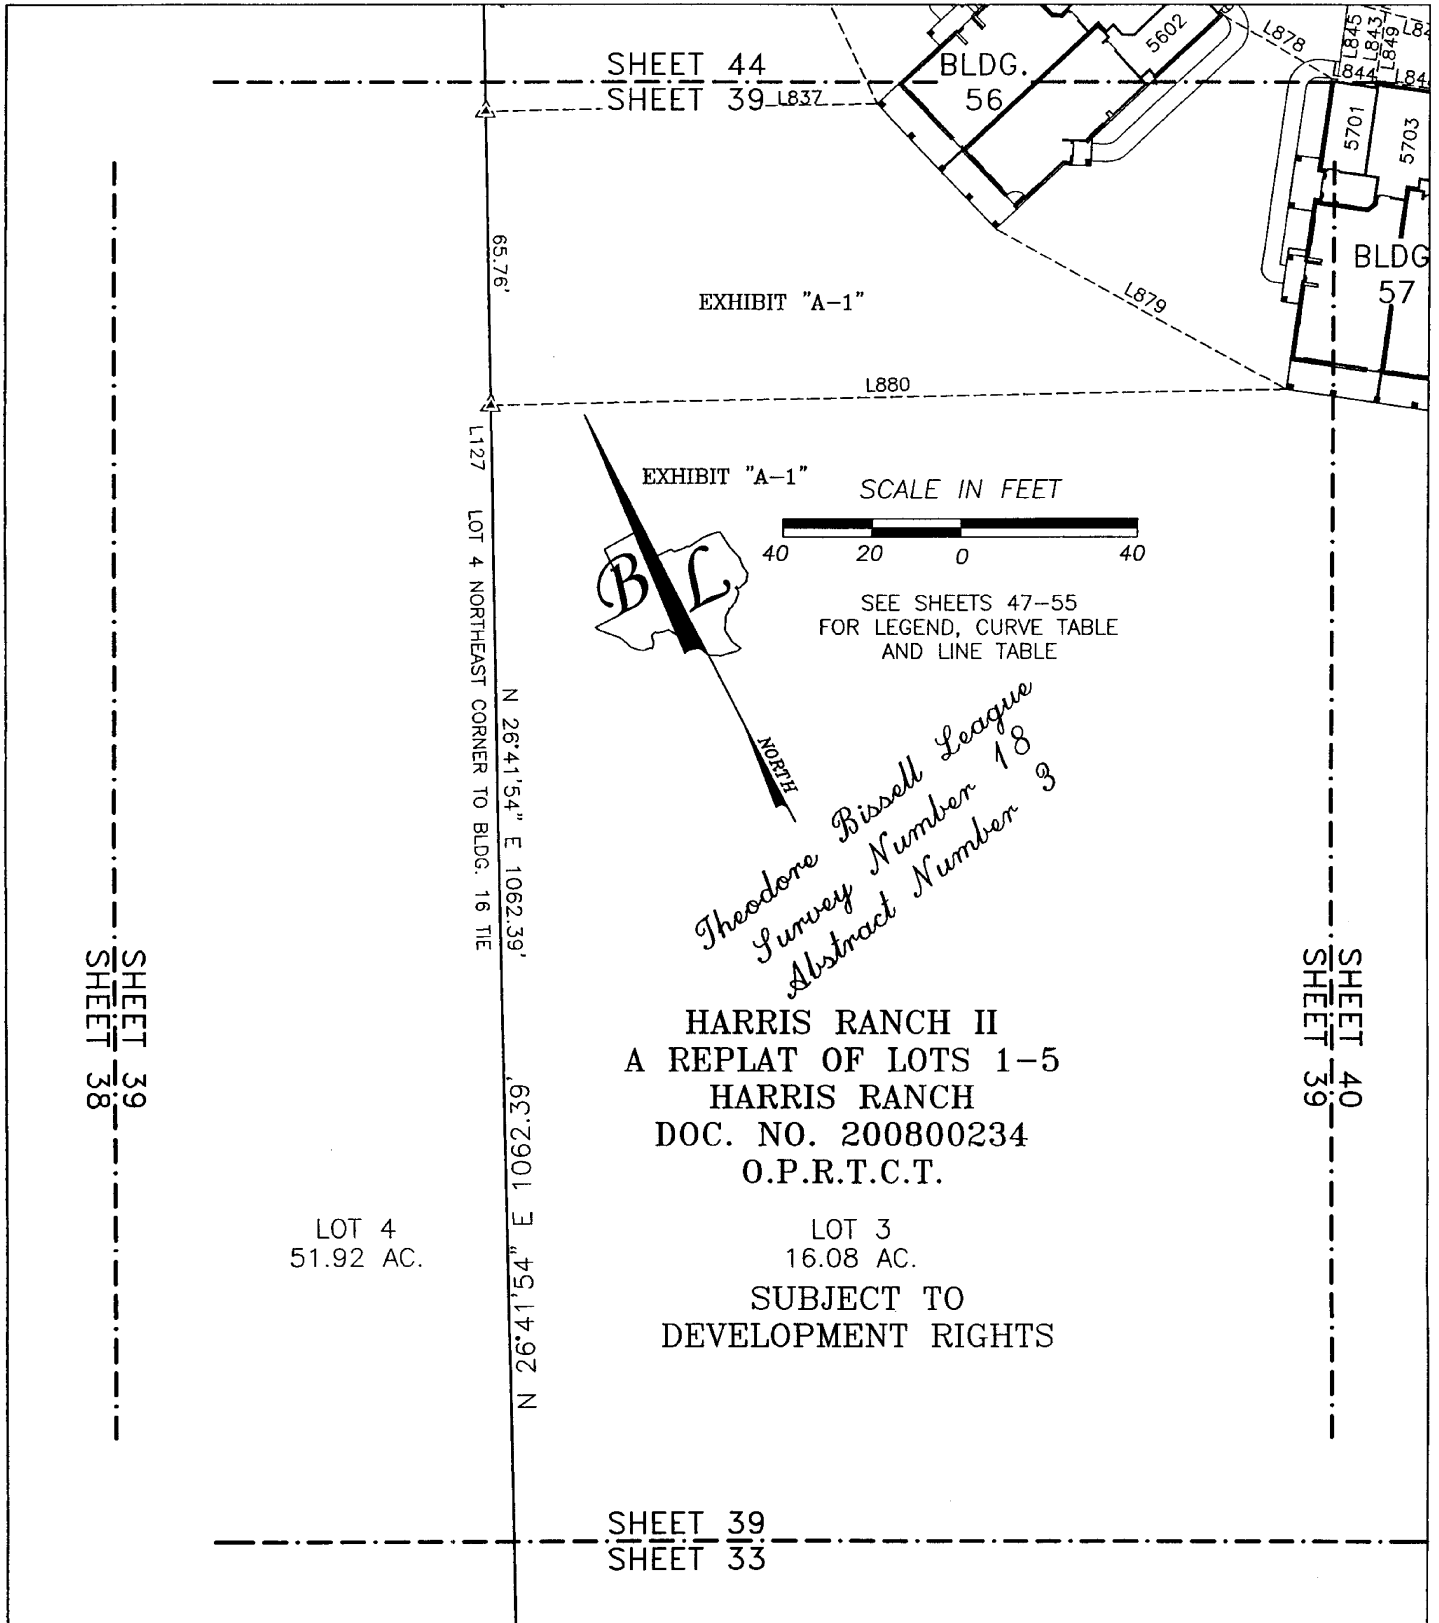 SHEET 44
SHEET 39
L837
BLDG.
56
5602
L878
L845
L843
L849
L844
5701
5703
BLDG
57
65.76'
EXHIBIT "A-1"
L879
L880
L127
LOT 4 NORTHEAST CORNER TO BLDG. 16 TIE
EXHIBIT "A-1"
SCALE IN FEET
40 20 0 40
B L
SEE SHEETS 47-55
FOR LEGEND, CURVE TABLE
AND LINE TABLE
NORTH
N 26°41'54" E 1062.39'
Theodore Bissell League
Survey Number 18
Abstract Number 3
SHEET 39
SHEET 38
SHEET 40
SHEET 39
HARRIS RANCH II
A REPLAT OF LOTS 1-5
HARRIS RANCH
DOC. NO. 200800234
O.P.R.T.C.T.
N 26°41'54" E 1062.39'
LOT 4
51.92 AC.
LOT 3
16.08 AC.
SUBJECT TO
DEVELOPMENT RIGHTS
SHEET 39
SHEET 33